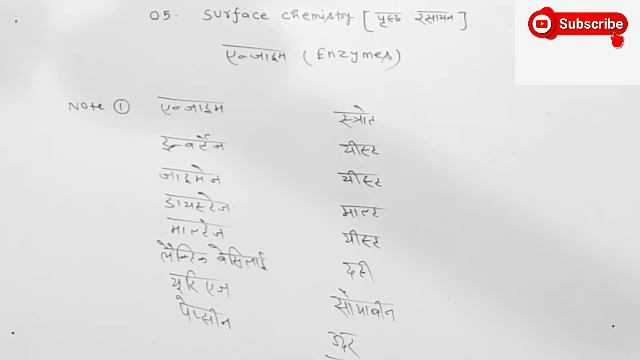 05. Surface chemistry [पृष्ठ रसायन]
Subscribe
एन्जाइम (Enzymes)
Note ① एन्जाइम स्त्रोत
इन्वर्टेज यीस्ट
जाइमेज यीस्ट
डायस्टेज माल्ट
माल्टेज यीस्ट
लैक्टिक बेसिलाई दही
यूरिएज सोयाबीन
पेप्सीन उदर